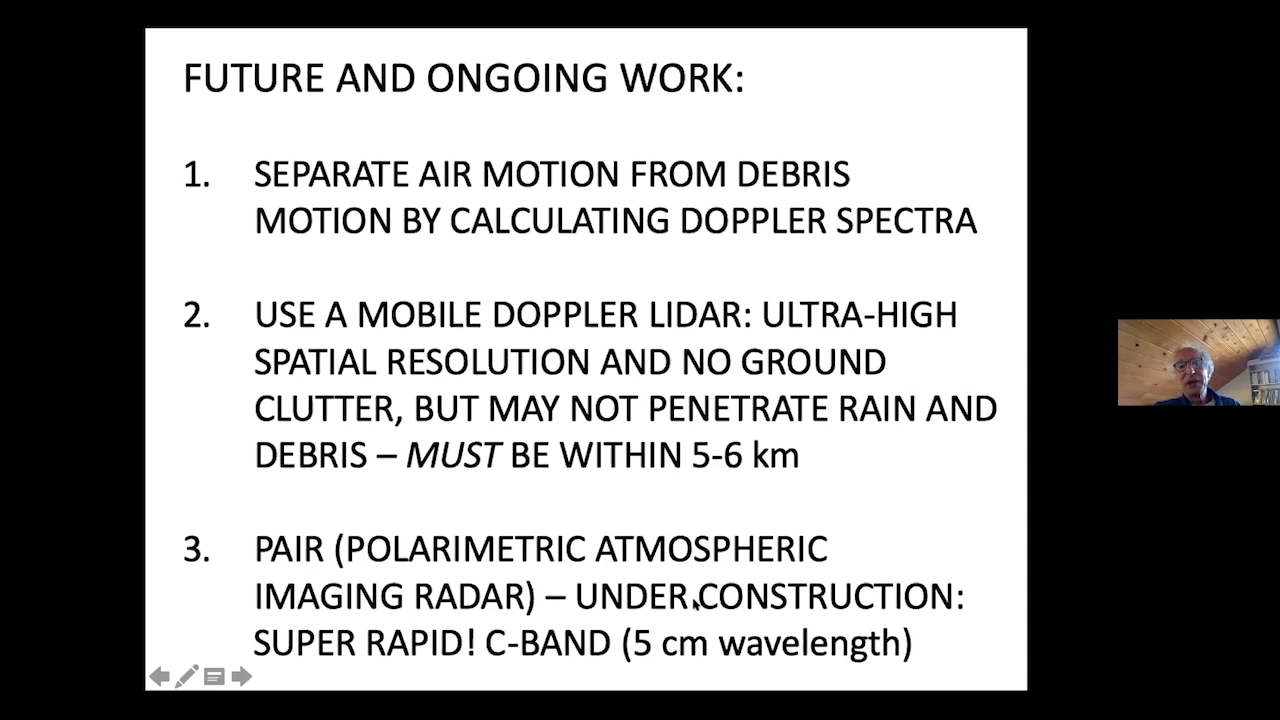 FUTURE AND ONGOING WORK:
1. SEPARATE AIR MOTION FROM DEBRIS
MOTION BY CALCULATING DOPPLER SPECTRA
2. USE A MOBILE DOPPLER LIDAR: ULTRA-HIGH
SPATIAL RESOLUTION AND NO GROUND
CLUTTER, BUT MAY NOT PENETRATE RAIN AND
DEBRIS – MUST BE WITHIN 5-6 km
3. PAIR (POLARIMETRIC ATMOSPHERIC
IMAGING RADAR) – UNDER CONSTRUCTION:
SUPER RAPID! C-BAND (5 cm wavelength)